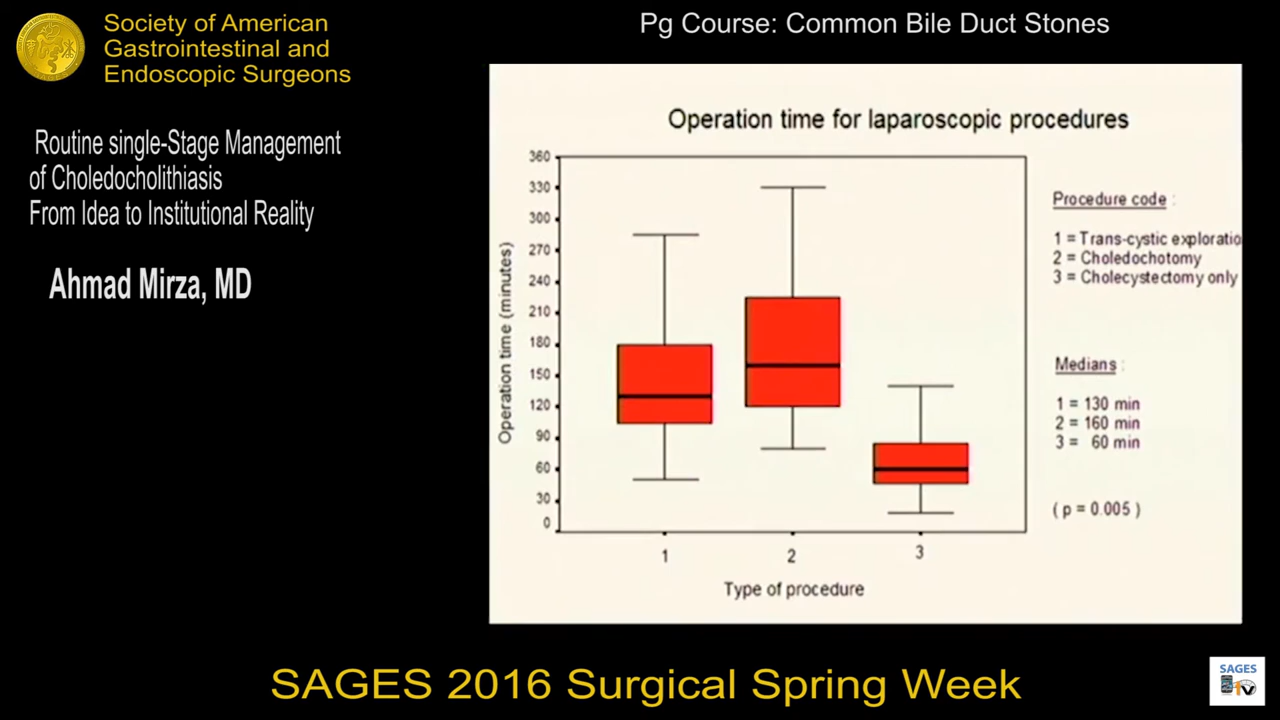 Society of American
Gastrointestinal and
Endoscopic Surgeons
Pg Course: Common Bile Duct Stones
Routine single-Stage Management
of Choledocholithiasis
From Idea to Institutional Reality
Ahmad Mirza, MD
Operation time for laparoscopic procedures
Operation time (minutes)
360
330
300
270
240
210
180
150
120
90
60
30
0
1
2
3
Type of procedure
Procedure code :
1 = Trans-cystic exploratio
2 = Choledochotomy
3 = Cholecystectomy only
Medians :
1 = 130 min
2 = 160 min
3 = 60 min
( p = 0.005 )
SAGES 2016 Surgical Spring Week
SAGES
TV